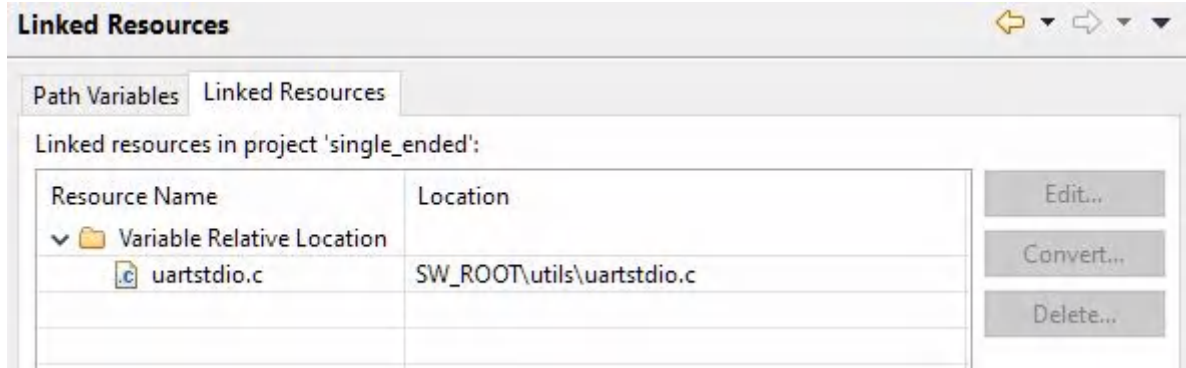 Linked Resources
Path Variables Linked Resources
Linked resources in project 'single_ended':
Resource Name Location Edit...
Variable Relative Location
Convert...
.c uartstdio.c SW_ROOT\utils\uartstdio.c
Delete...